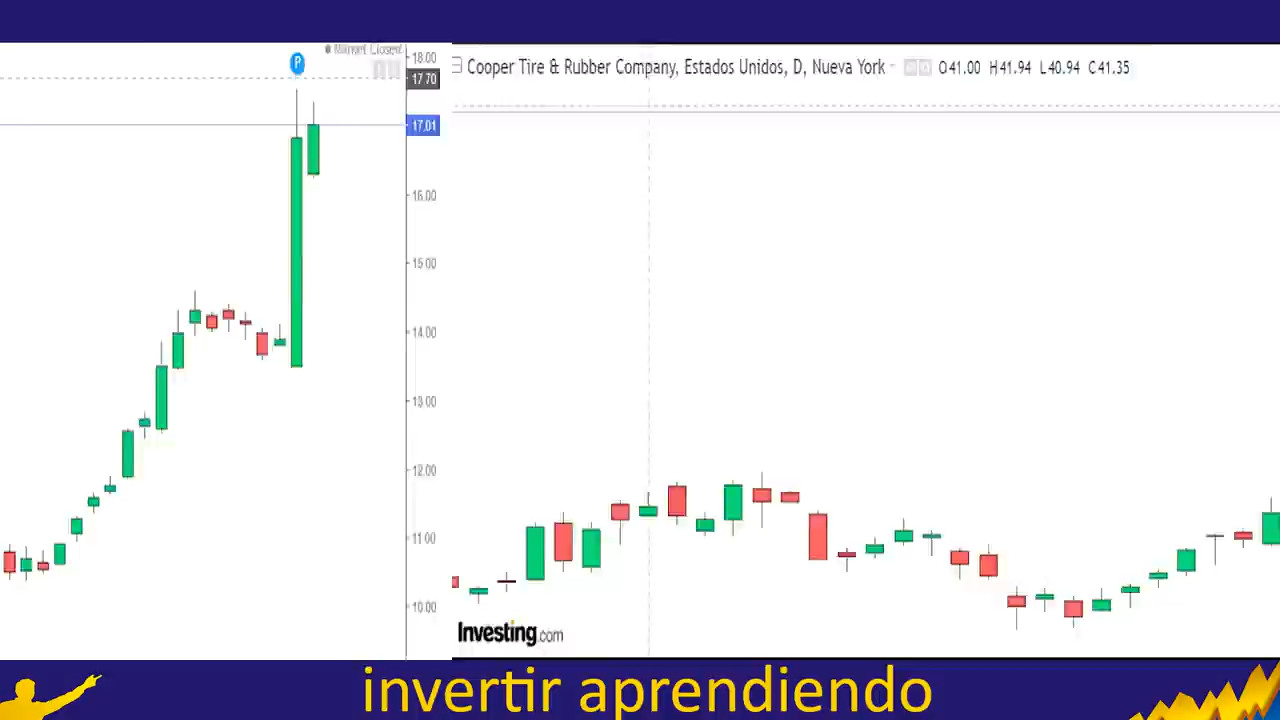 P
Market Closed
18.00
17.70
17.01
16.00
15.00
14.00
13.00
12.00
11.00
10.00
Cooper Tire & Rubber Company, Estados Unidos, D, Nueva York O41.00 H41.94 L40.94 C41.35
Investing.com
invertir aprendiendo